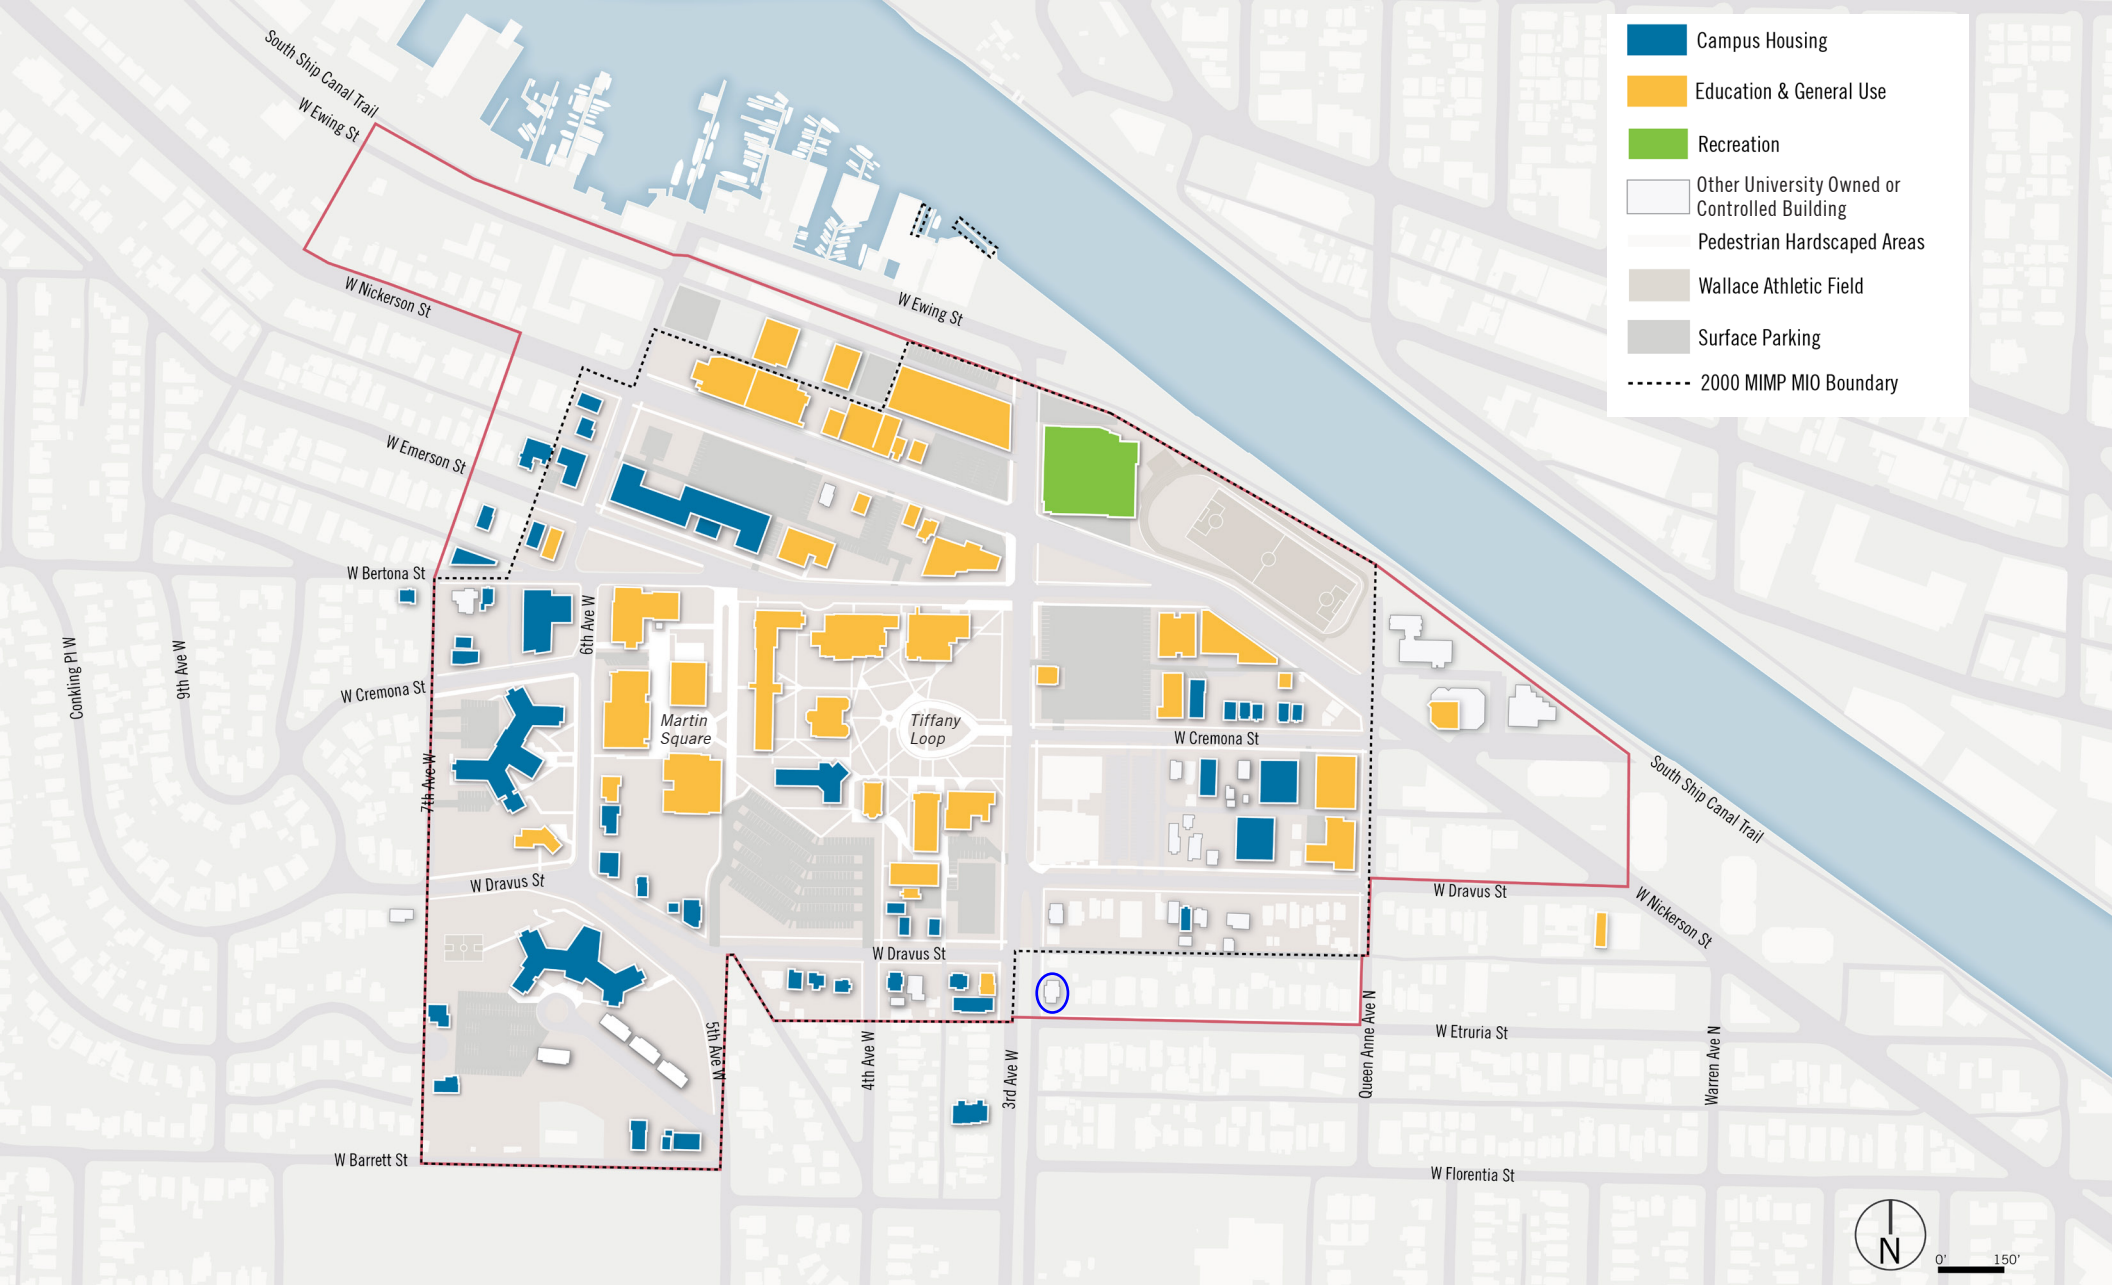 South Ship Canal Trail
W Ewing St
W Nickerson St
W Ewing St
W Emerson St
W Bertona St
6th Ave W
Conkling Pl W
9th Ave W
W Cremona St
Martin
Square
Tiffany
Loop
W Cremona St
7th Ave W
South Ship Canal Trail
W Dravus St
W Dravus St
W Nickerson St
W Dravus St
5th Ave W
4th Ave W
3rd Ave W
Queen Anne Ave N
W Etruria St
Warren Ave N
W Barrett St
W Florentia St
Campus Housing
Education & General Use
Recreation
Other University Owned or
Controlled Building
Pedestrian Hardscaped Areas
Wallace Athletic Field
Surface Parking
2000 MIMP MIO Boundary
N
0' 150'